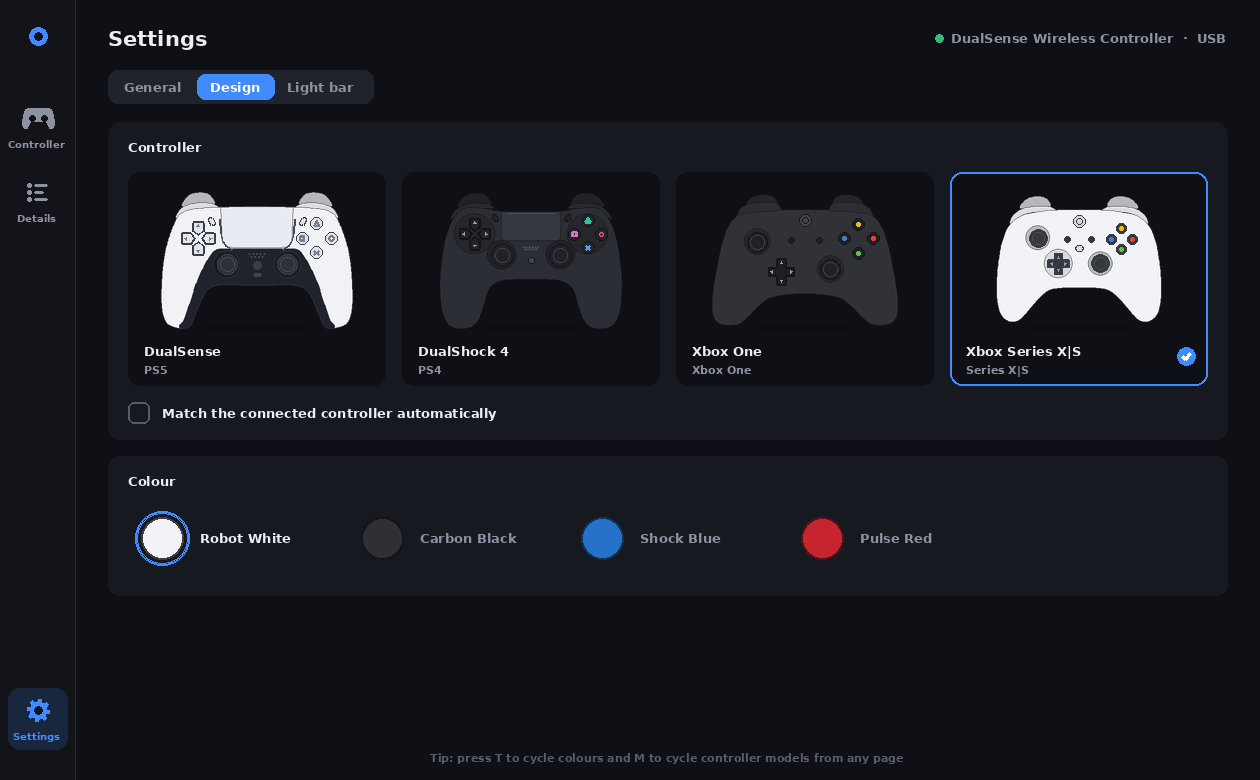 Settings
DualSense Wireless Controller · USB
General Design Light bar
Controller
Details
Controller
DualSense
PS5
DualShock 4
PS4
Xbox One
Xbox One
Xbox Series X|S
Series X|S
Match the connected controller automatically
Colour
Robot White
Carbon Black
Shock Blue
Pulse Red
Settings
Tip: press T to cycle colours and M to cycle controller models from any page